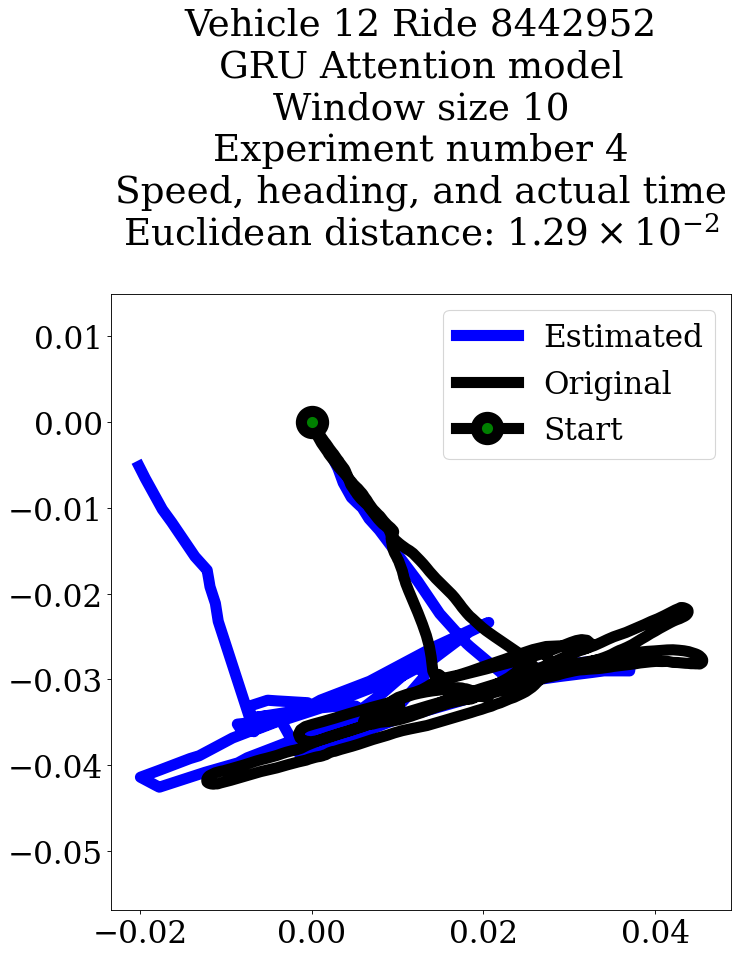 Vehicle 12 Ride 8442952
GRU Attention model
Window size 10
Experiment number 4
Speed, heading, and actual time
Euclidean distance: 1.29 × 10⁻²
Estimated
Original
Start
0.01
0.00
−0.01
−0.02
−0.03
−0.04
−0.05
−0.02 0.00 0.02 0.04